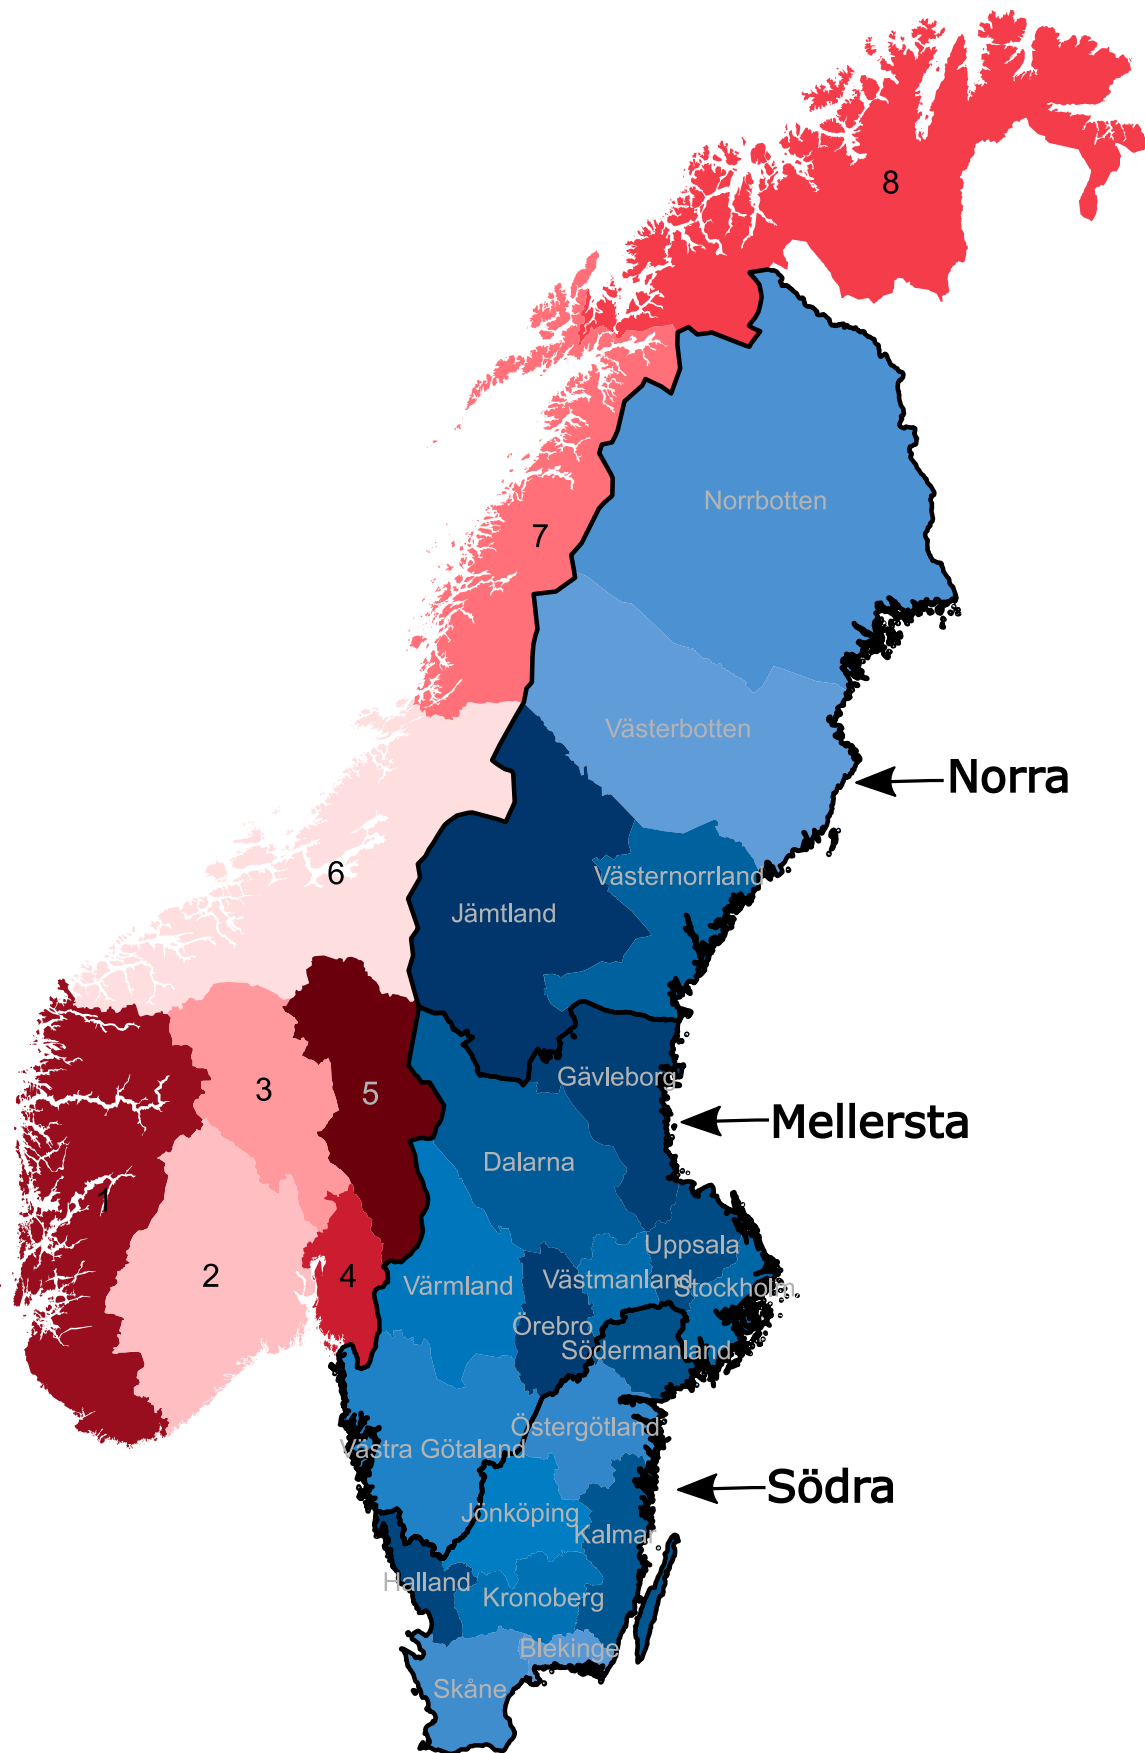 8
Norrbotten
7
Västerbotten
Norra
6
Västernorrland
Jämtland
Gävleborg
3
5
Mellersta
Dalarna
1
Uppsala
2
4
Värmland
Västmanland
Stockholm
Örebro
Södermanland
Östergötland
Västra Götaland
Södra
Jönköping
Kalmar
Halland
Kronoberg
Blekinge
Skåne